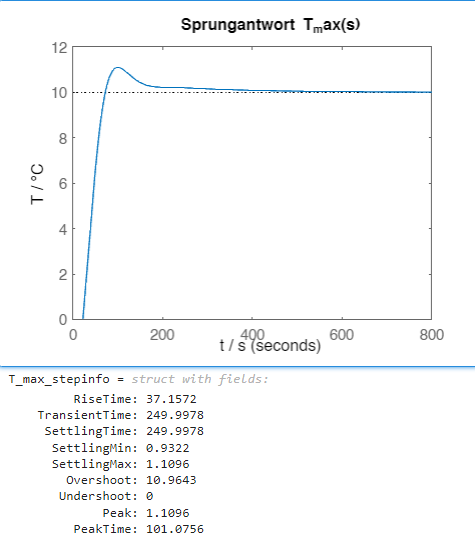 Sprungantwort Tmax(s)
12
10
8
6
4
2
0
T / °C
0 200 400 600 800
t / s (seconds)
T_max_stepinfo = struct with fields:
RiseTime: 37.1572
TransientTime: 249.9978
SettlingTime: 249.9978
SettlingMin: 0.9322
SettlingMax: 1.1096
Overshoot: 10.9643
Undershoot: 0
Peak: 1.1096
PeakTime: 101.0756